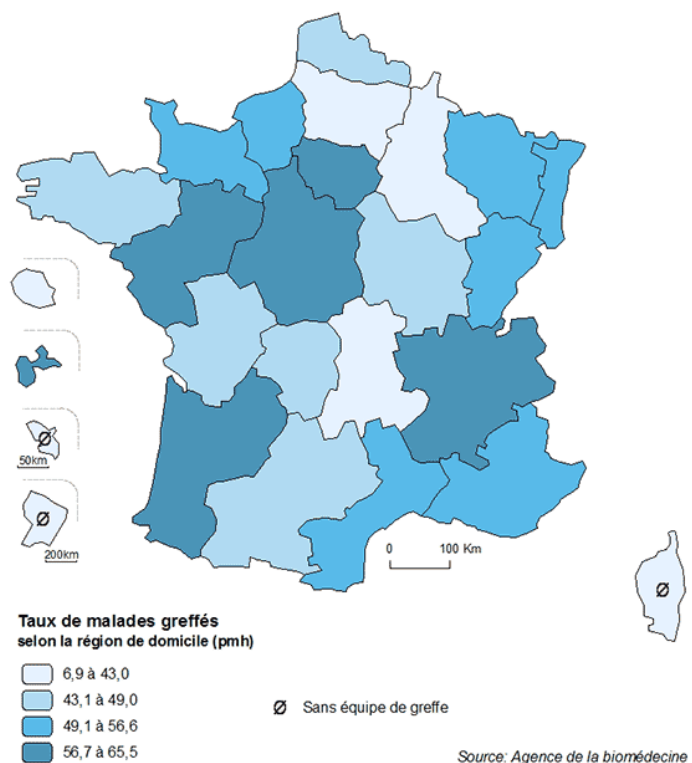 50km
200km
0 100 Km
Taux de malades greffés
selon la région de domicile (pmh)
6,9 à 43,0
43,1 à 49,0
49,1 à 56,6
56,7 à 65,5
Ø Sans équipe de greffe
Source: Agence de la biomédecine